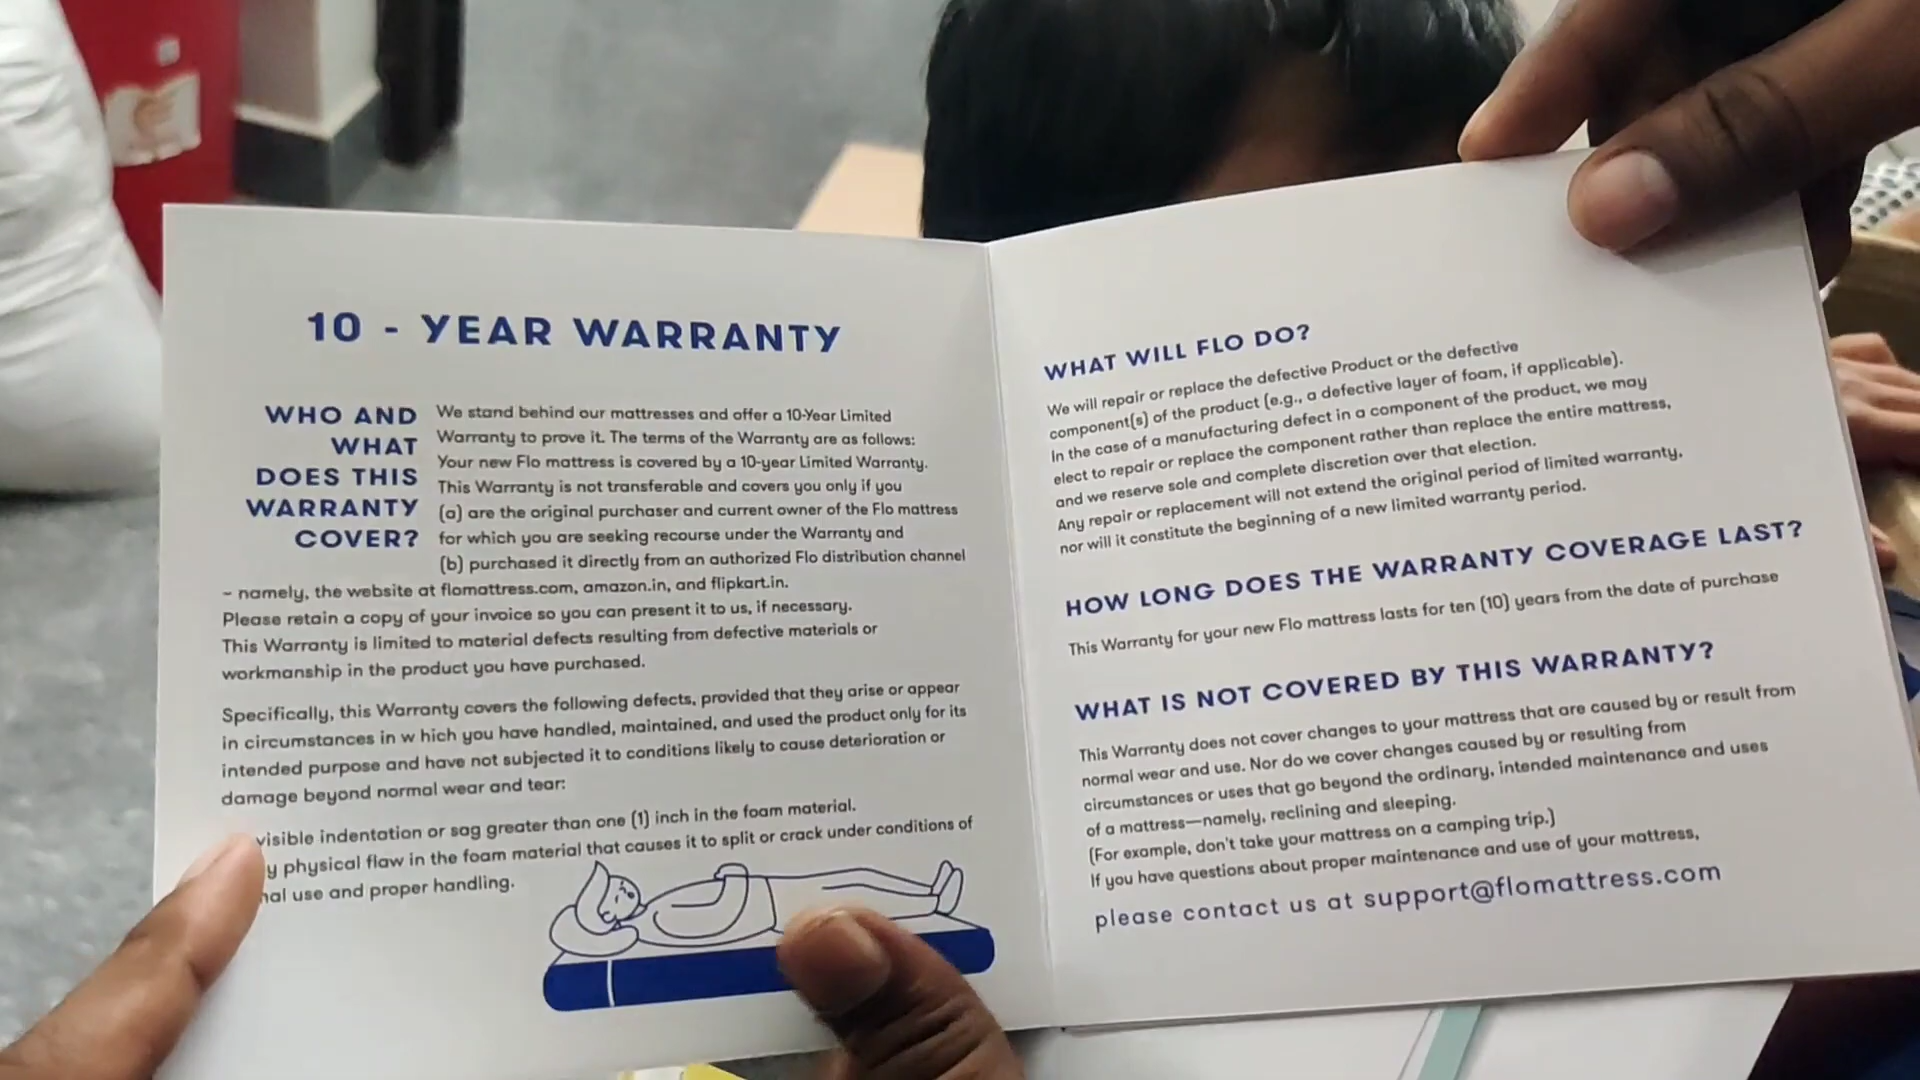 10 - YEAR WARRANTY
WHO AND
WHAT
DOES THIS
WARRANTY
COVER?
We stand behind our mattresses and offer a 10-Year Limited
Warranty to prove it. The terms of the Warranty are as follows:
Your new Flo mattress is covered by a 10-year Limited Warranty.
This Warranty is not transferable and covers you only if you
(a) are the original purchaser and current owner of the Flo mattress
for which you are seeking recourse under the Warranty and
(b) purchased it directly from an authorized Flo distribution channel
~ namely, the website at flomattress.com, amazon.in, and flipkart.in.
Please retain a copy of your invoice so you can present it to us, if necessary.
This Warranty is limited to material defects resulting from defective materials or
workmanship in the product you have purchased.
Specifically, this Warranty covers the following defects, provided that they arise or appear
in circumstances in w hich you have handled, maintained, and used the product only for its
intended purpose and have not subjected it to conditions likely to cause deterioration or
damage beyond normal wear and tear:
visible indentation or sag greater than one (1) inch in the foam material.
physical flaw in the foam material that causes it to split or crack under conditions of
use and proper handling.
WHAT WILL FLO DO?
We will repair or replace the defective Product or the defective
component(s) of the product (e.g., a defective layer of foam, if applicable).
In the case of a manufacturing defect in a component of the product, we may
elect to repair or replace the component rather than replace the entire mattress,
and we reserve sole and complete discretion over that election.
Any repair or replacement will not extend the original period of limited warranty,
nor will it constitute the beginning of a new limited warranty period.
HOW LONG DOES THE WARRANTY COVERAGE LAST?
This Warranty for your new Flo mattress lasts for ten (10) years from the date of purchase
WHAT IS NOT COVERED BY THIS WARRANTY?
This Warranty does not cover changes to your mattress that are caused by or result from
normal wear and use. Nor do we cover changes caused by or resulting from
circumstances or uses that go beyond the ordinary, intended maintenance and uses
of a mattress—namely, reclining and sleeping.
(For example, don't take your mattress on a camping trip.)
If you have questions about proper maintenance and use of your mattress,
please contact us at support@flomattress.com